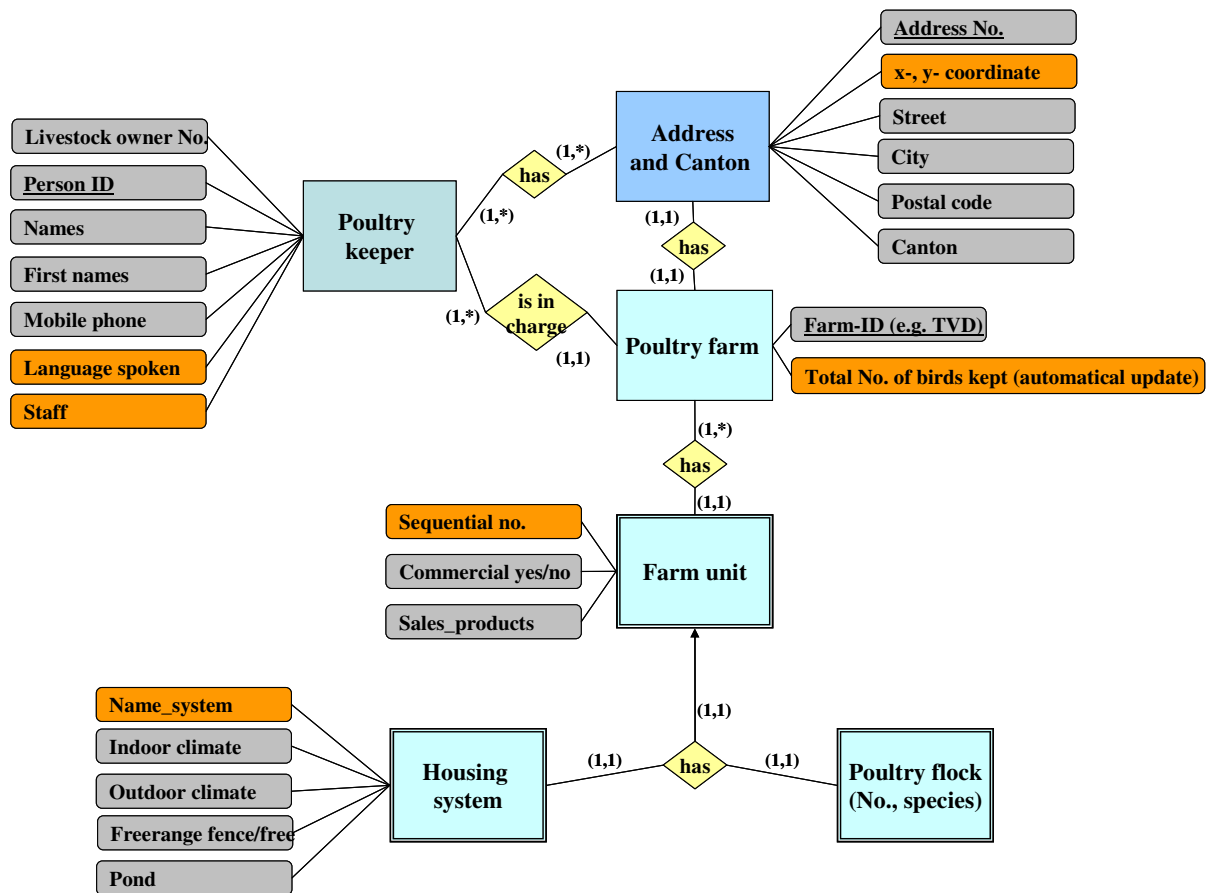 Address No.
x-, y- coordinate
Street
City
Postal code
Canton
Address
and Canton
Livestock owner No.
Person ID
Names
First names
Mobile phone
Language spoken
Staff
Poultry
keeper
has
(1,*)
(1,*)
(1,1)
has
(1,1)
is in
charge
(1,*)
(1,1)
Poultry farm
Farm-ID (e.g. TVD)
Total No. of birds kept (automatical update)
(1,*)
has
(1,1)
Sequential no.
Commercial yes/no
Sales_products
Farm unit
(1,1)
Name_system
Indoor climate
Outdoor climate
Freerange fence/free
Pond
Housing
system
(1,1)
has
(1,1)
Poultry flock
(No., species)